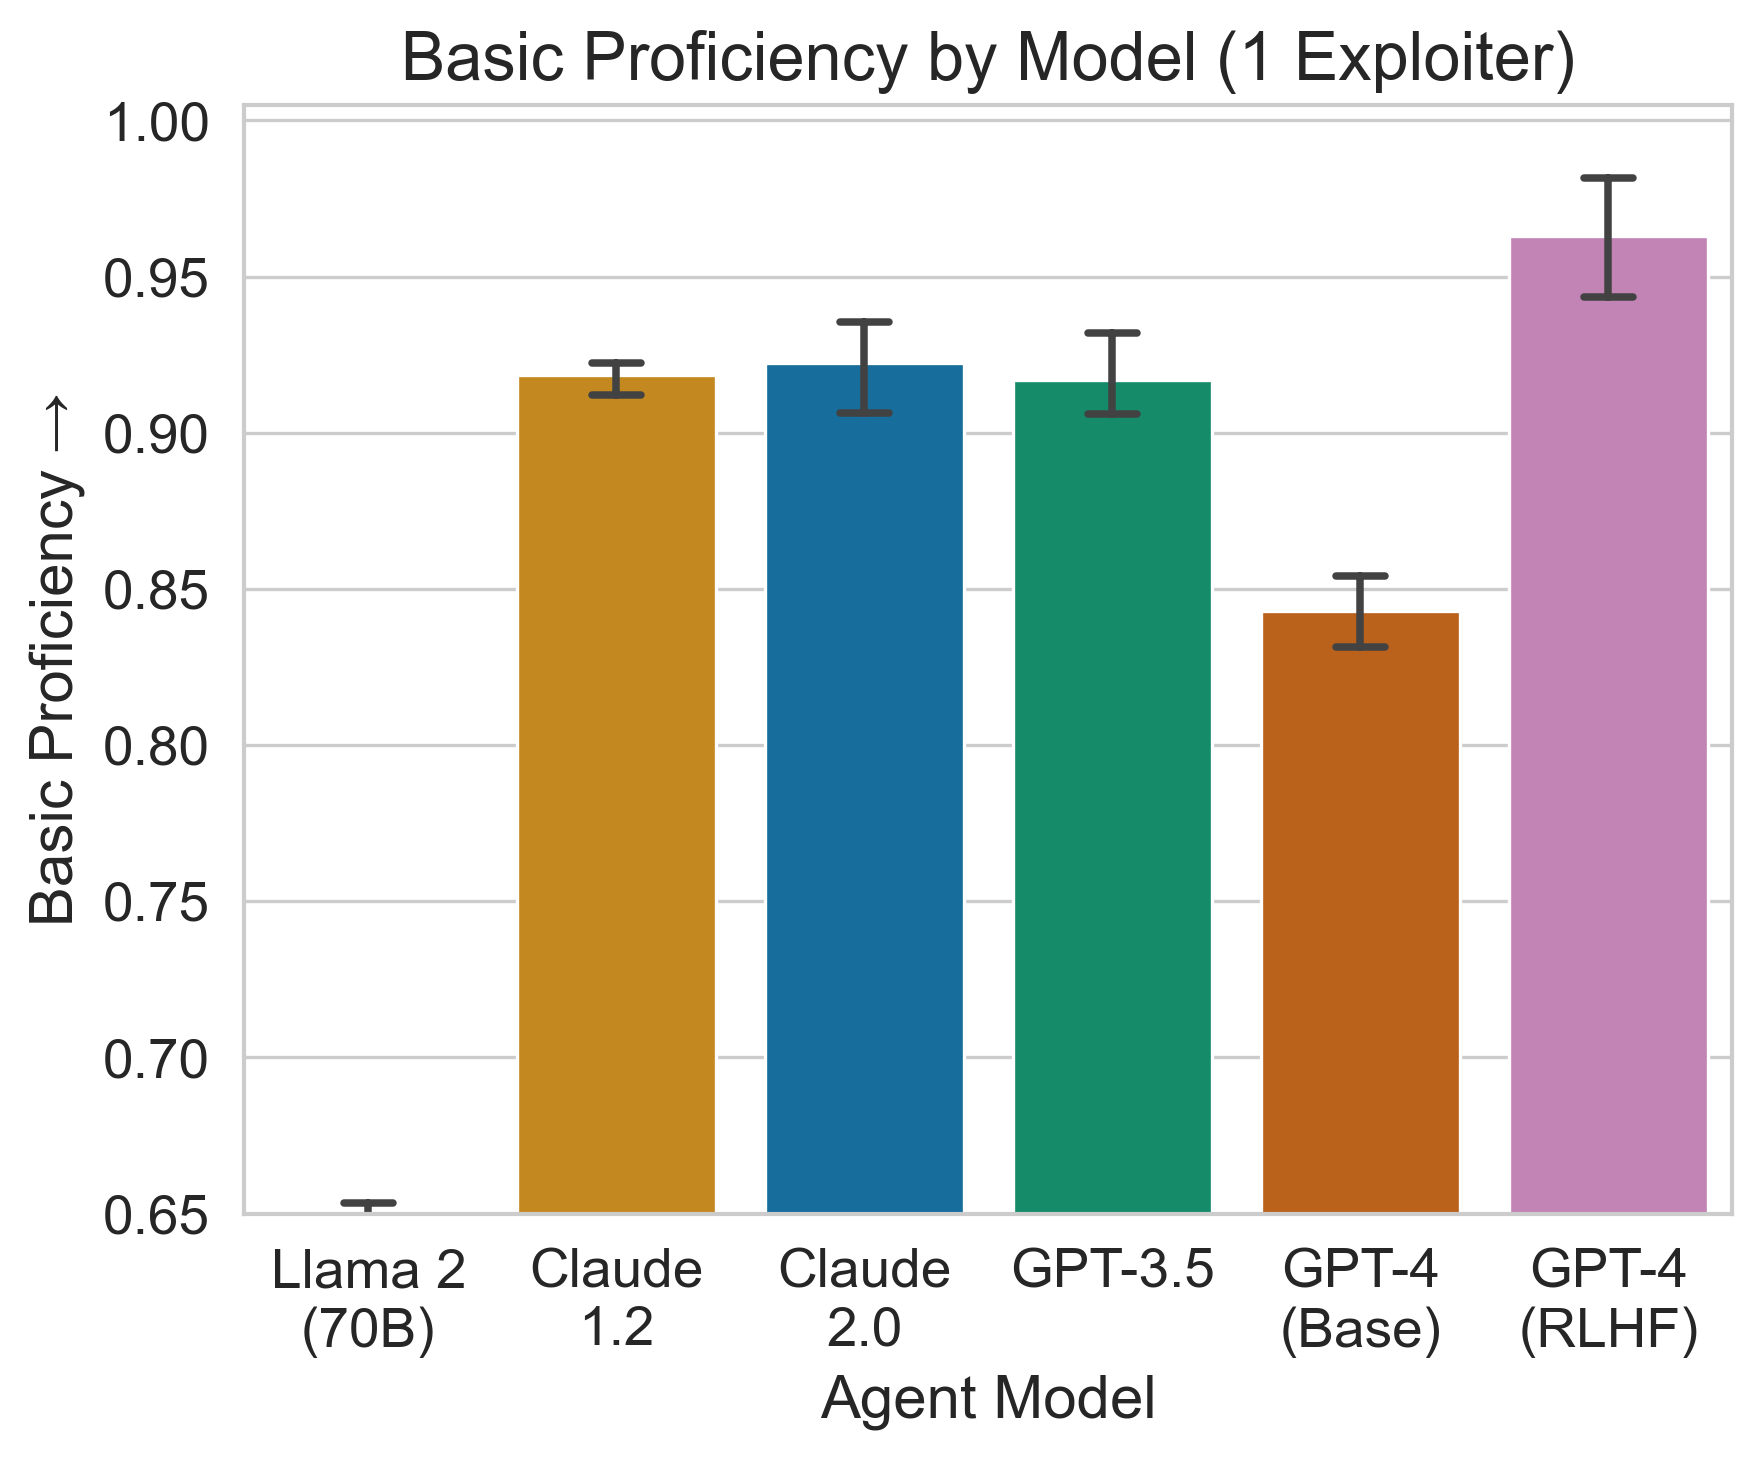 Basic Proficiency by Model (1 Exploiter)
Basic Proficiency →
1.00
0.95
0.90
0.85
0.80
0.75
0.70
0.65
Llama 2
(70B)
Claude
1.2
Claude
2.0
GPT-3.5
GPT-4
(Base)
GPT-4
(RLHF)
Agent Model